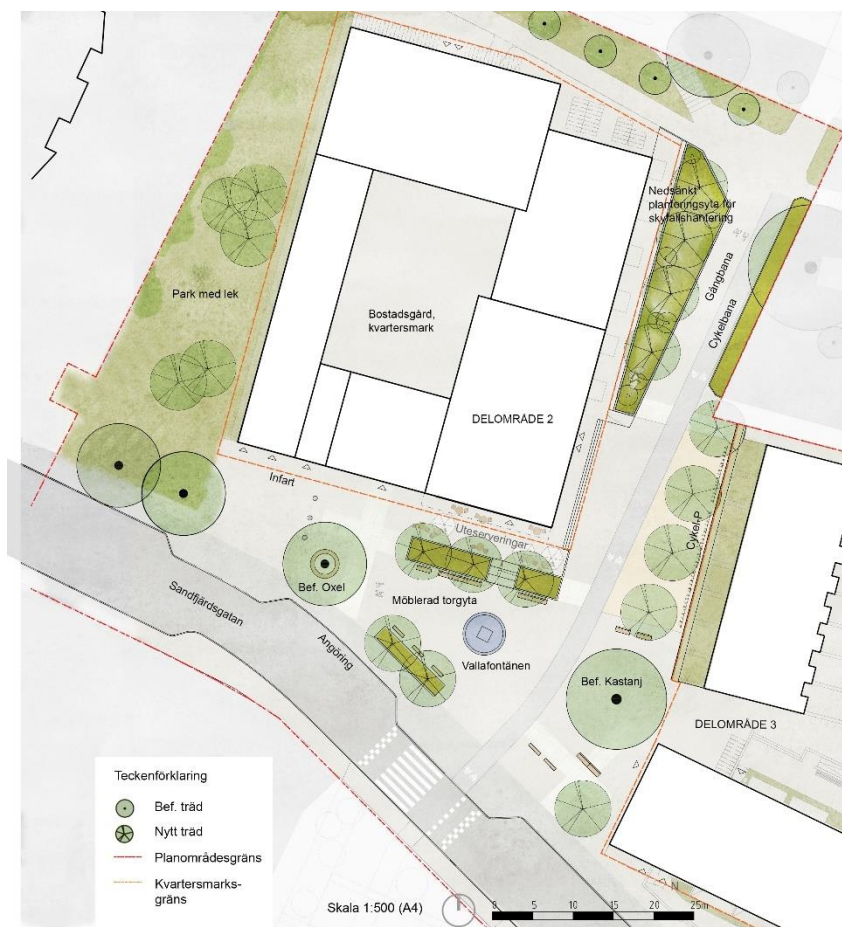 Nedsänkt
planteringsyta för
skyfallshantering
Gångbana
Cykelbana
Park med lek
Bostadsgård,
kvartersmark
DELOMRÅDE 2
Infart
Uteserveringar
Cykel-P
Bef. Oxel
Möblerad torgyta
Sandfjärdsgatan
Angöring
Vallafontänen
Bef. Kastanj
DELOMRÅDE 3
Teckenförklaring
Bef. träd
Nytt träd
Planområdesgräns
Kvartersmarks-
gräns
Skala 1:500 (A4)
N
0 5 10 15 20 25m